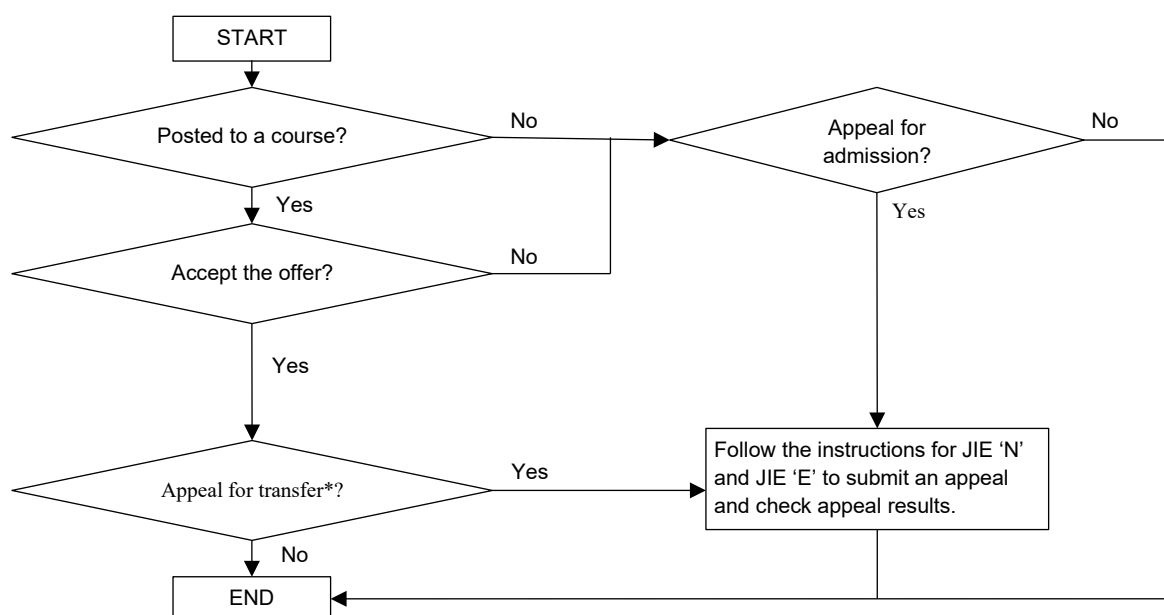 START
Posted to a course?
No
Appeal for
admission?
No
Yes
Yes
Accept the offer?
No
Yes
Appeal for transfer*?
Yes
Follow the instructions for JIE ‘N’
and JIE ‘E’ to submit an appeal
and check appeal results.
No
END